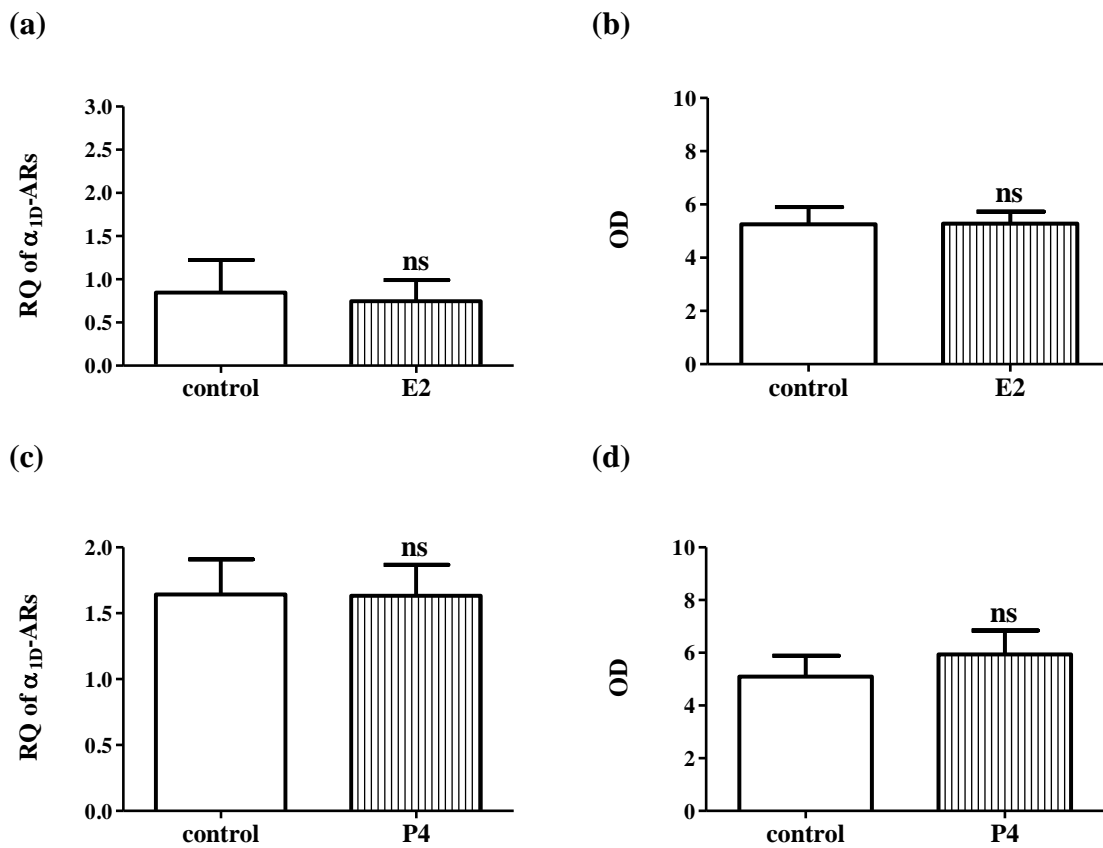 (a)
RQ of α1D-ARs
3.0
2.5
2.0
1.5
1.0
0.5
0.0
ns
control
E2
(b)
OD
10
8
6
4
2
0
ns
control
E2
(c)
RQ of α1D-ARs
2.0
1.5
1.0
0.5
0.0
ns
control
P4
(d)
OD
10
8
6
4
2
0
ns
control
P4